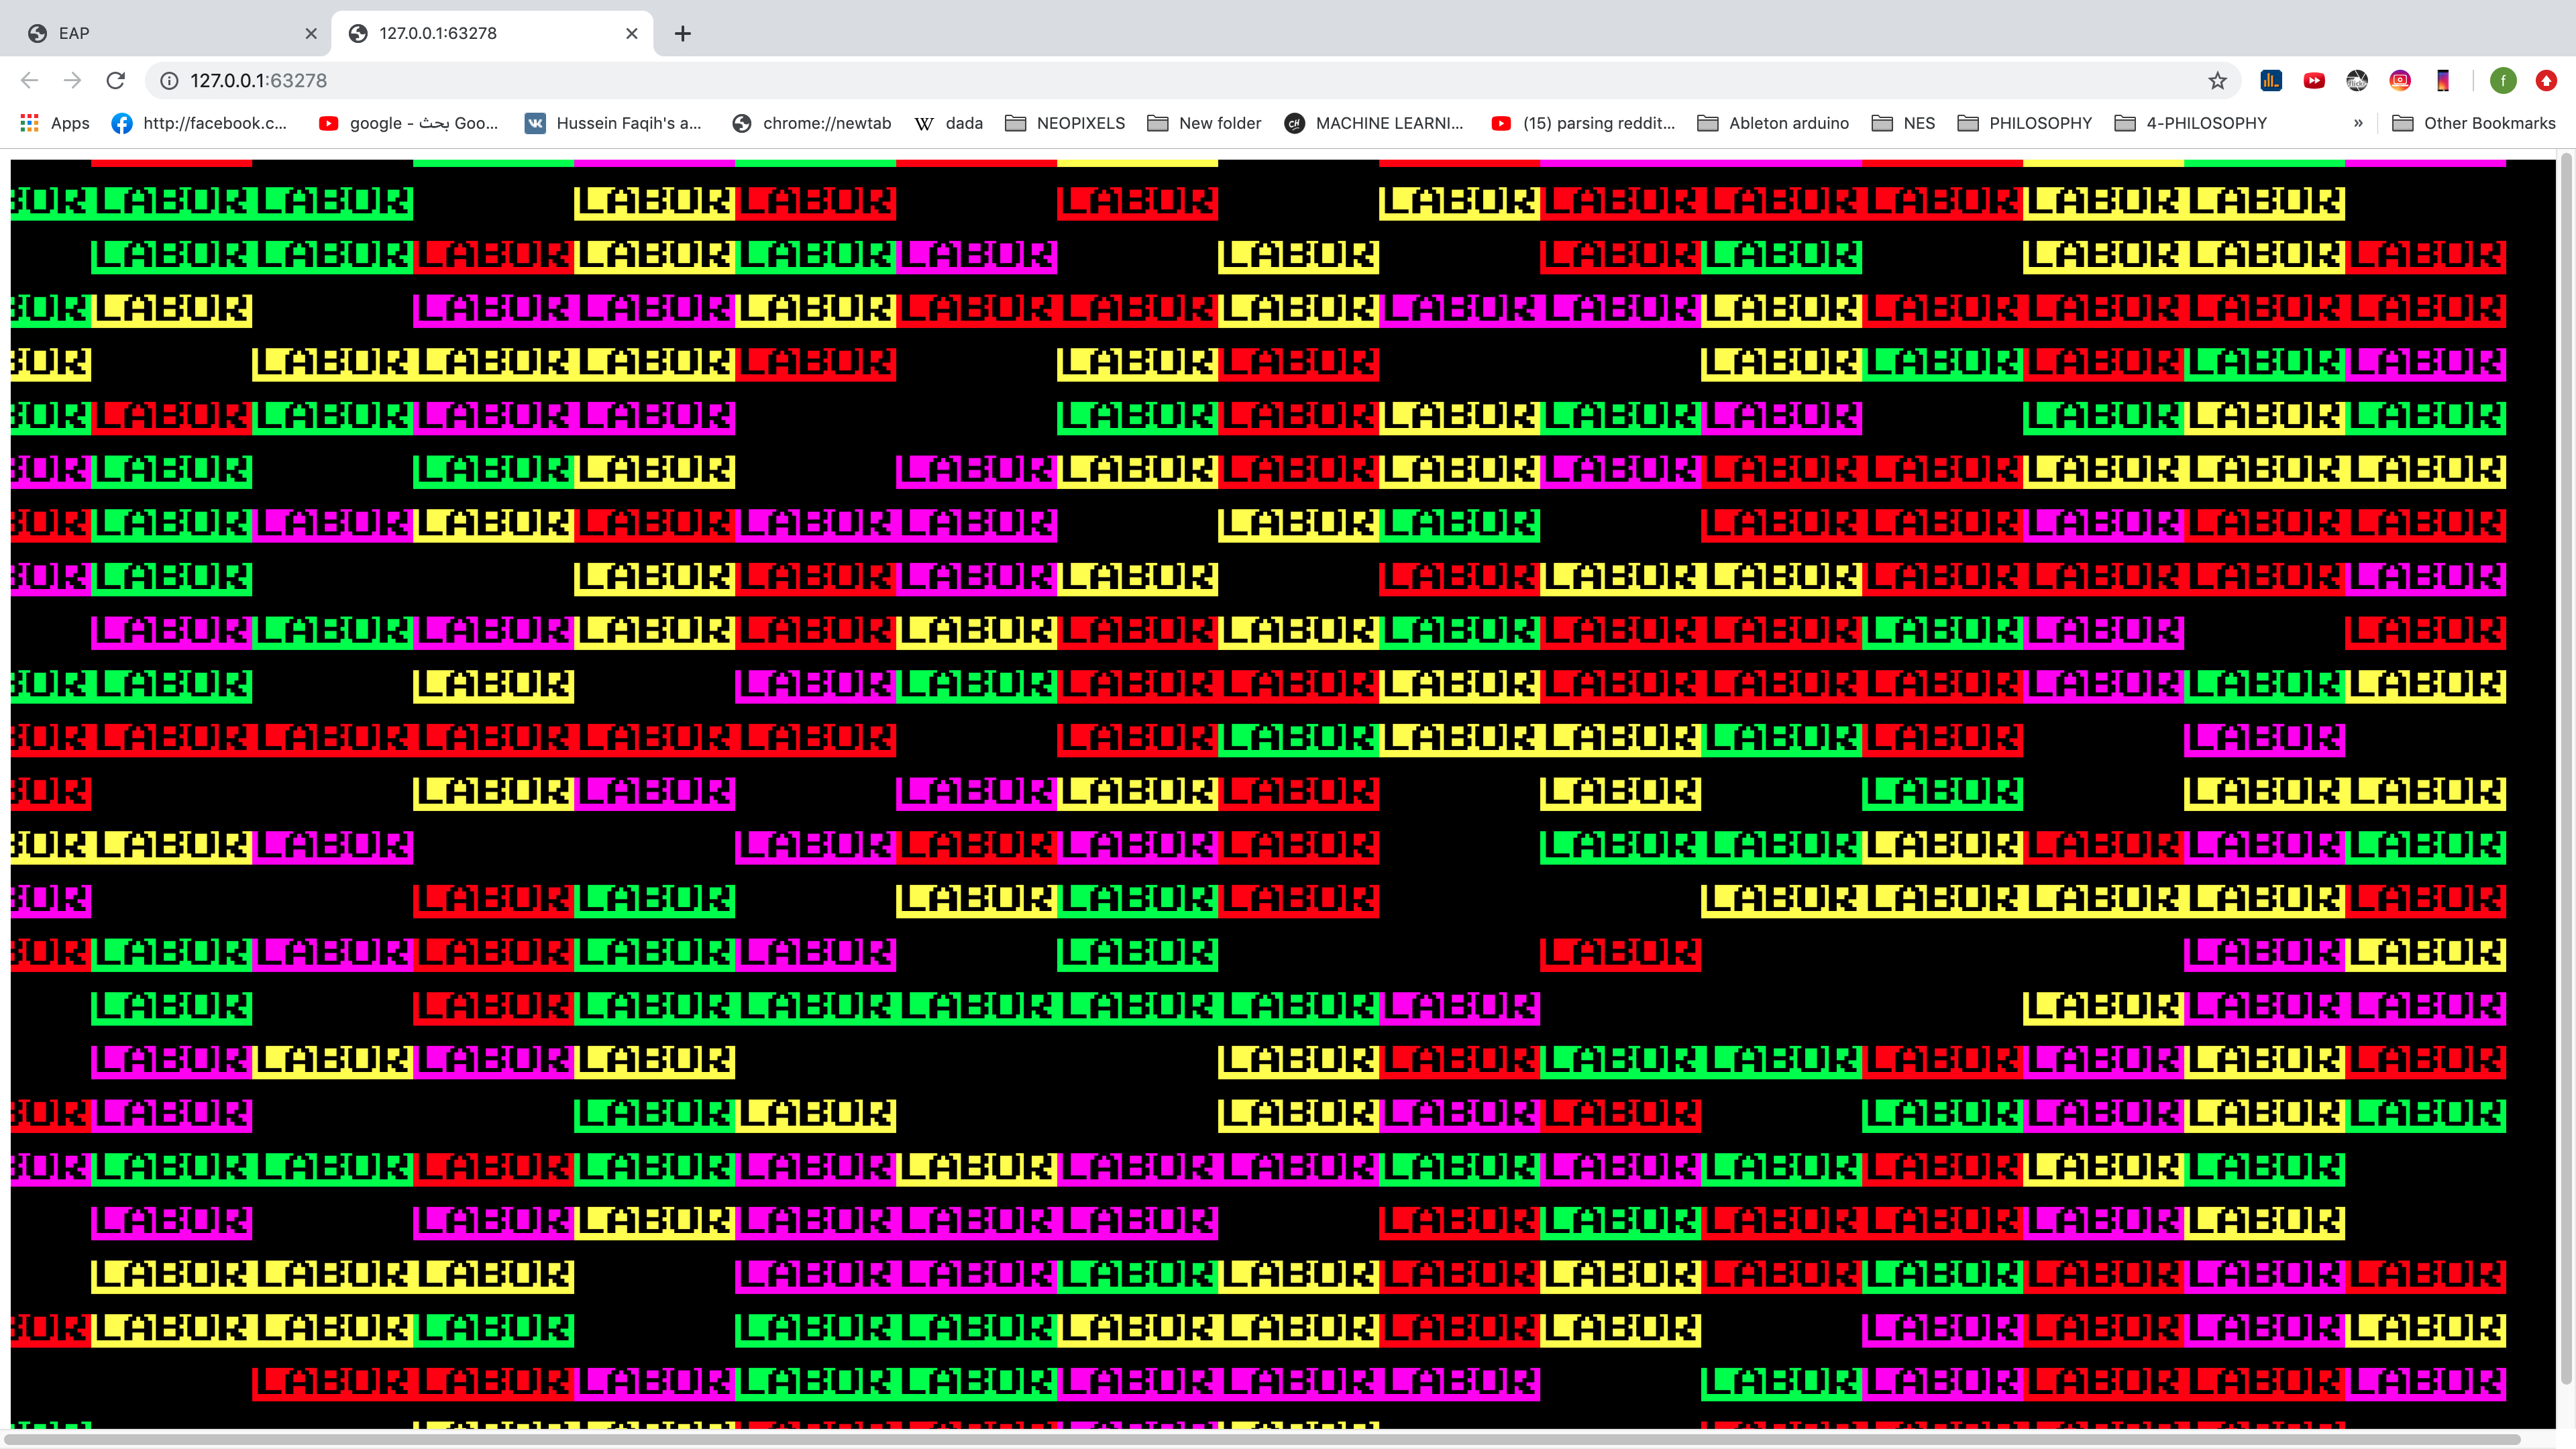 EAP
127.0.0.1:63278
127.0.0.1:63278
Apps http://facebook.c... google - بحث Goo... Hussein Faqih's a... chrome://newtab dada NEOPIXELS New folder MACHINE LEARNI... (15) parsing reddit... Ableton arduino NES PHILOSOPHY 4-PHILOSOPHY » Other Bookmarks
BOR LABOR LABOR LABOR LABOR LABOR LABOR LABOR LABOR LABOR LABOR LABOR
LABOR LABOR LABOR LABOR LABOR LABOR LABOR LABOR LABOR LABOR LABOR LABOR
BOR LABOR LABOR LABOR LABOR LABOR LABOR LABOR LABOR LABOR LABOR LABOR LABOR LABOR LABOR
BOR LABOR LABOR LABOR LABOR LABOR LABOR LABOR LABOR LABOR LABOR LABOR
BOR LABOR LABOR LABOR LABOR LABOR LABOR LABOR LABOR LABOR LABOR LABOR LABOR
BOR LABOR LABOR LABOR LABOR LABOR LABOR LABOR LABOR LABOR LABOR LABOR LABOR LABOR
BOR LABOR LABOR LABOR LABOR LABOR LABOR LABOR LABOR LABOR LABOR LABOR LABOR LABOR
BOR LABOR LABOR LABOR LABOR LABOR LABOR LABOR LABOR LABOR LABOR LABOR LABOR
LABOR LABOR LABOR LABOR LABOR LABOR LABOR LABOR LABOR LABOR LABOR LABOR LABOR LABOR
BOR LABOR LABOR LABOR LABOR LABOR LABOR LABOR LABOR LABOR LABOR LABOR LABOR LABOR
BOR LABOR LABOR LABOR LABOR LABOR LABOR LABOR LABOR LABOR LABOR LABOR LABOR
BOR LABOR LABOR LABOR LABOR LABOR LABOR LABOR LABOR LABOR
BOR LABOR LABOR LABOR LABOR LABOR LABOR LABOR LABOR LABOR LABOR LABOR LABOR
BOR LABOR LABOR LABOR LABOR LABOR LABOR LABOR LABOR LABOR LABOR
BOR LABOR LABOR LABOR LABOR LABOR LABOR LABOR LABOR LABOR
LABOR LABOR LABOR LABOR LABOR LABOR LABOR LABOR LABOR LABOR LABOR
LABOR LABOR LABOR LABOR LABOR LABOR LABOR LABOR LABOR LABOR LABOR LABOR
BOR LABOR LABOR LABOR LABOR LABOR LABOR LABOR LABOR LABOR LABOR
BOR LABOR LABOR LABOR LABOR LABOR LABOR LABOR LABOR LABOR LABOR LABOR LABOR LABOR LABOR
LABOR LABOR LABOR LABOR LABOR LABOR LABOR LABOR LABOR LABOR LABOR LABOR
LABOR LABOR LABOR LABOR LABOR LABOR LABOR LABOR LABOR LABOR LABOR LABOR LABOR LABOR
BOR LABOR LABOR LABOR LABOR LABOR LABOR LABOR LABOR LABOR LABOR LABOR LABOR LABOR
LABOR LABOR LABOR LABOR LABOR LABOR LABOR LABOR LABOR LABOR LABOR LABOR LABOR